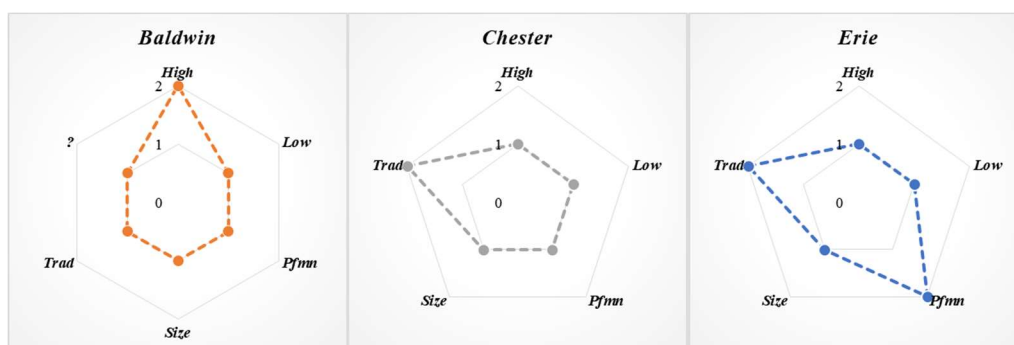 Baldwin
High
2
?
1
Low
0
Trad
Pfmn
Size
Chester
High
2
1
Trad
Low
0
Size
Pfmn
Erie
High
2
1
Trad
Low
0
Size
Pfmn